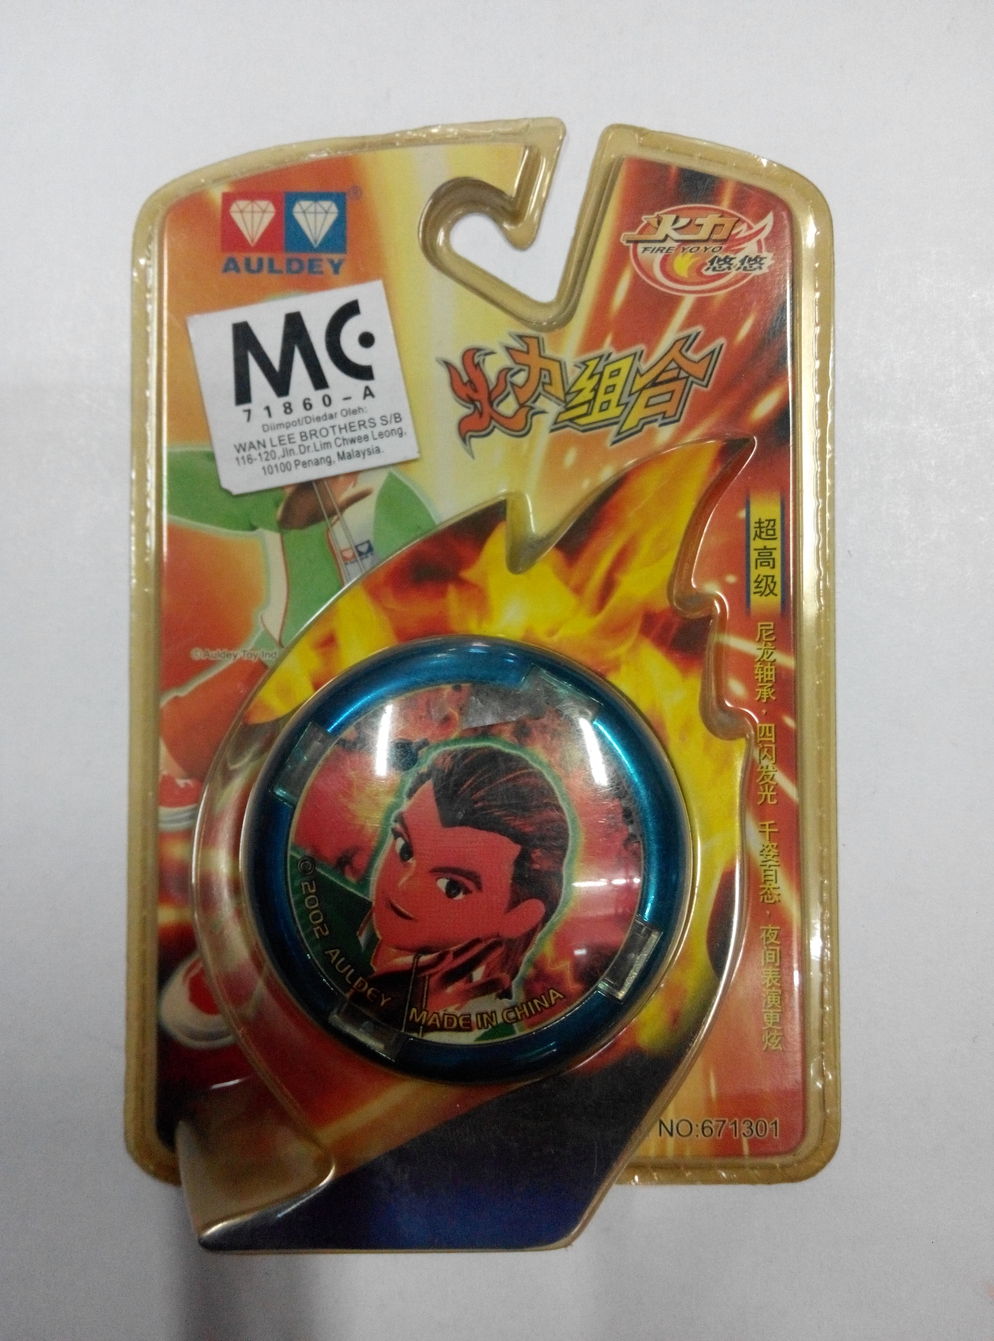 ®
AULDEY
火力
FIRE YOYO
悠悠
MC
71860-A
Diimpot/Diedar Oleh:
WAN LEE BROTHERS S/B
116-120,Jln.Dr.Lim Chwee Leong,
10100 Penang, Malaysia.
火力组合
超高级
尼龙轴承·四闪发光 千姿百态·夜间表演更炫
©Auldey Toy Ind
© 2002 AULDEY MADE IN CHINA
NO:671301